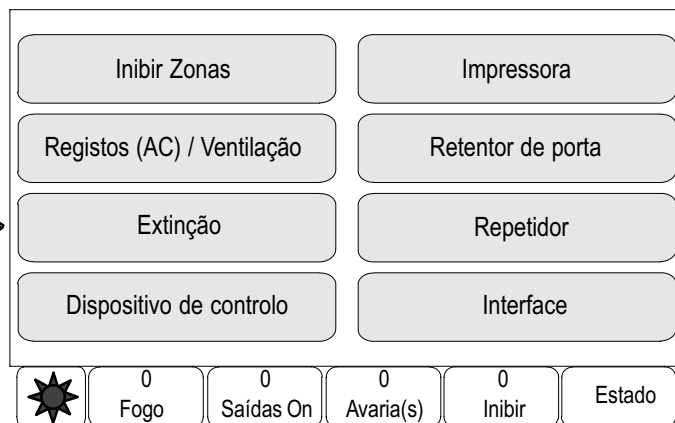 Inibir Zonas
Impressora
Registos (AC) / Ventilação
Retentor de porta
Extinção
Repetidor
Dispositivo de controlo
Interface
0
Fogo
0
Saídas On
0
Avaria(s)
0
Inibir
Estado